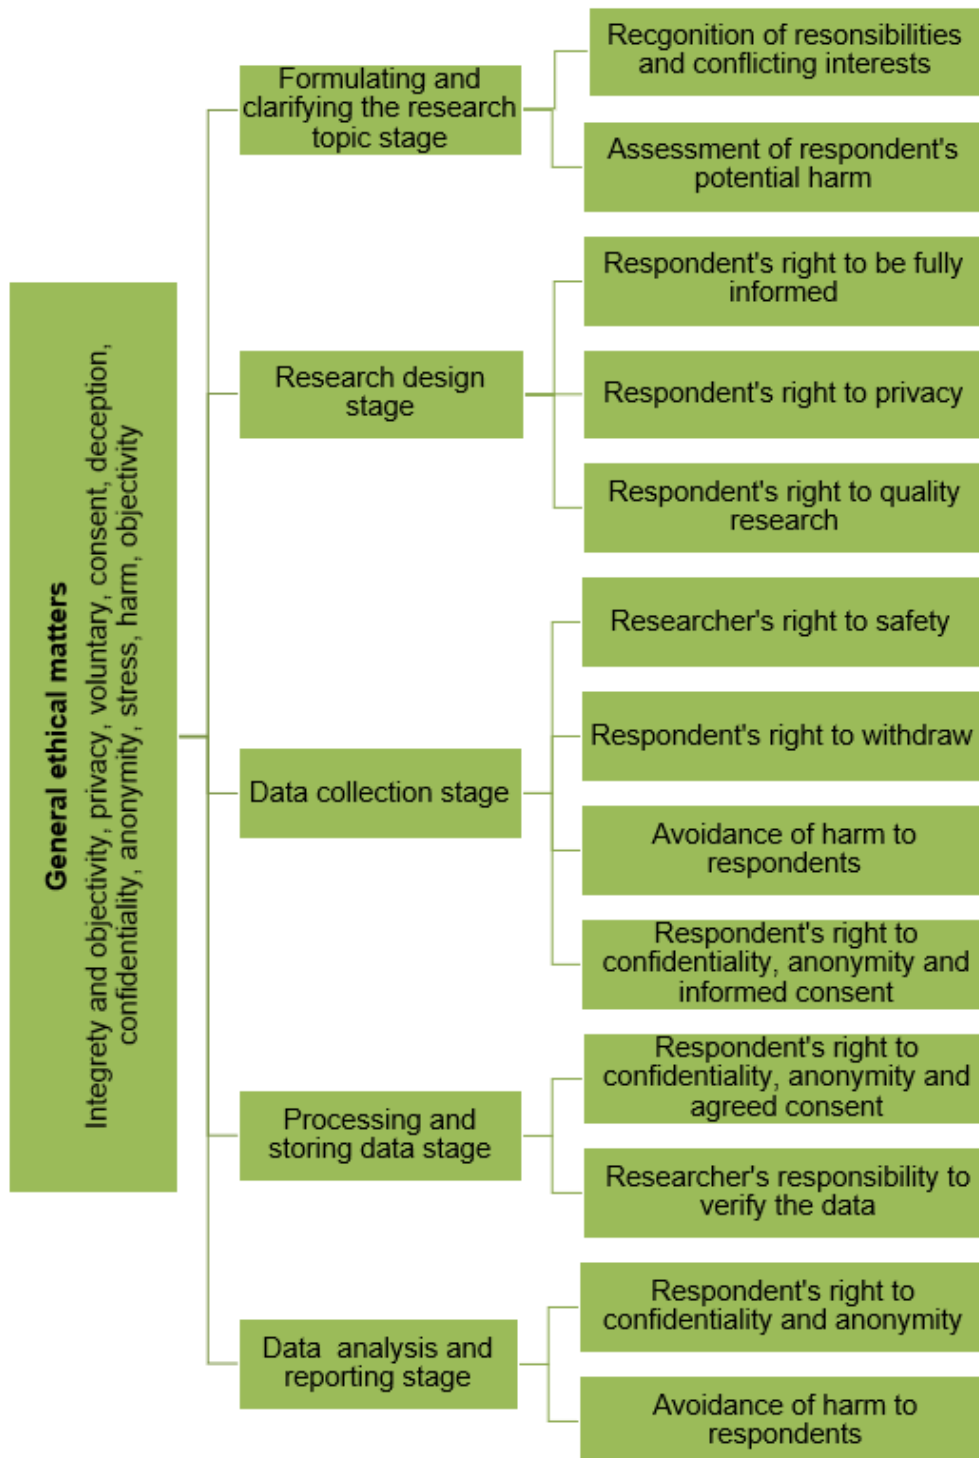 General ethical matters
Integrety and objectivity, privacy, voluntary, consent, deception,
confidentiality, anonymity, stress, harm, objectivity
Formulating and
clarifying the research
topic stage
Recgonition of resonsibilities
and conflicting interests
Assessment of respondent's
potential harm
Research design
stage
Respondent's right to be fully
informed
Respondent's right to privacy
Respondent's right to quality
research
Data collection stage
Researcher's right to safety
Respondent's right to withdraw
Avoidance of harm to
respondents
Respondent's right to
confidentiality, anonymity and
informed consent
Processing and
storing data stage
Respondent's right to
confidentiality, anonymity and
agreed consent
Researcher's responsibility to
verify the data
Data analysis and
reporting stage
Respondent's right to
confidentiality and anonymity
Avoidance of harm to
respondents